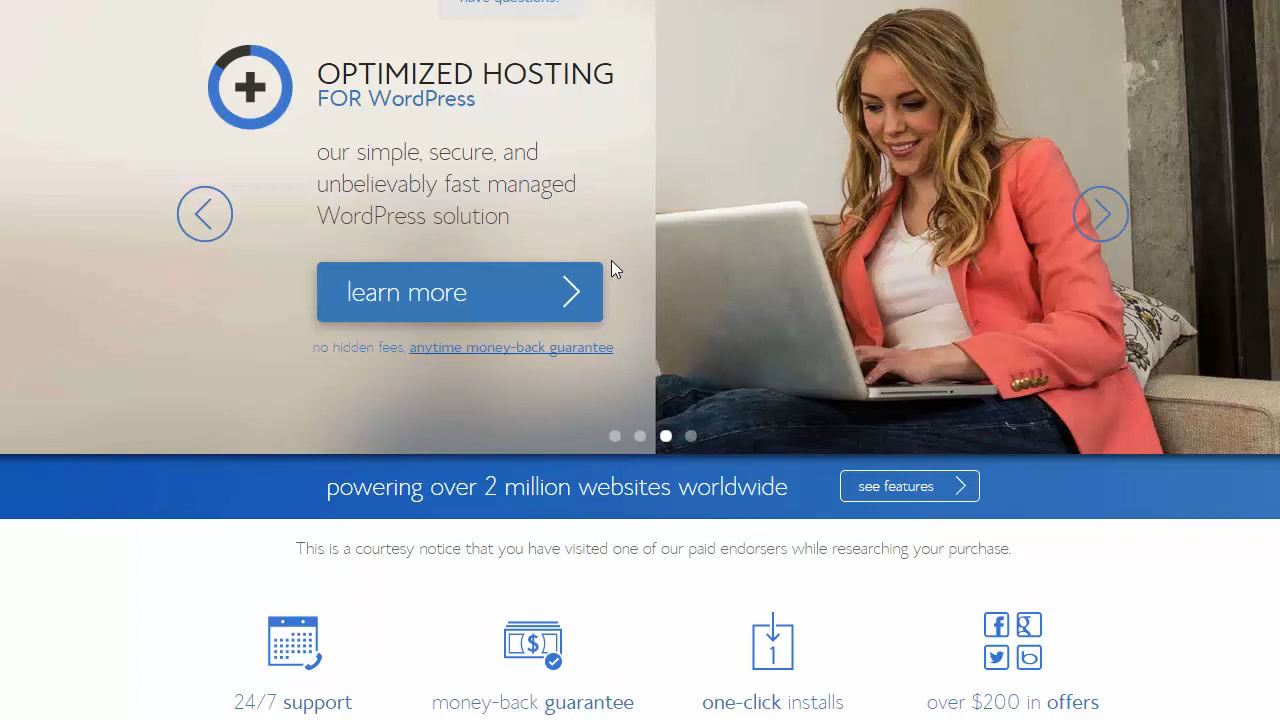 have questions?
OPTIMIZED HOSTING
FOR WordPress
our simple, secure, and
unbelievably fast managed
WordPress solution
learn more
no hidden fees, anytime money-back guarantee
powering over 2 million websites worldwide
see features
This is a courtesy notice that you have visited one of our paid endorsers while researching your purchase.
1
24/7 support
money-back guarantee
one-click installs
over $200 in offers